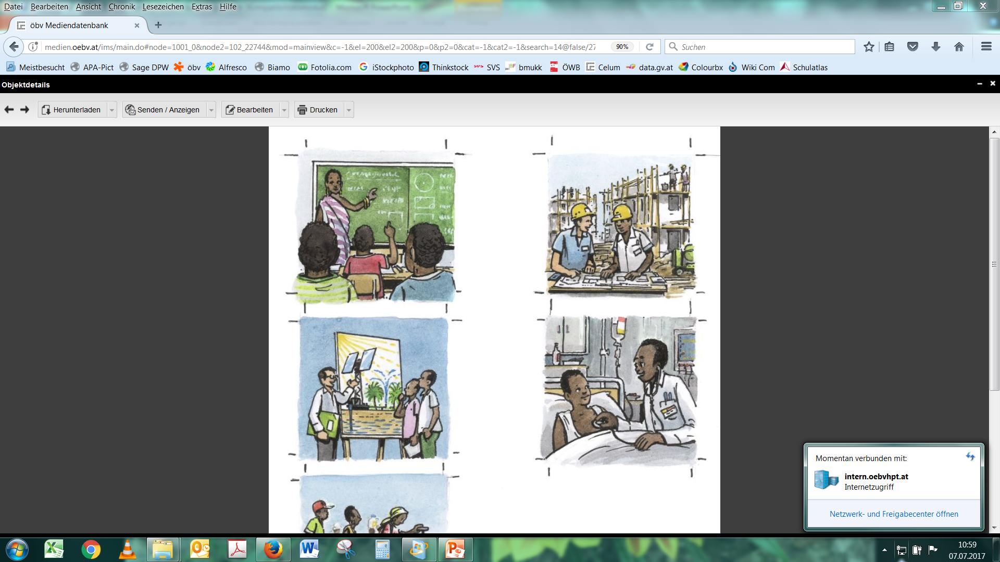 Datei Bearbeiten Ansicht Chronik Lesezeichen Extras Hilfe
öbv Mediendatenbank
medien.oebv.at/ims/main.do#node=1001_0&node2=102_22744&mod=mainview&c=-1&el=200&el2=200&p=0&p2=0&cat=-1&cat2=-1&search=14@false/27
90%
Suchen
Meistbesucht APA-Pict Sage DPW öbv Alfresco Biamo Fotolia.com iStockphoto Thinkstock SVS bmukk ÖWB Celum data.gv.at Colourbx Wiki Com Schulatlas
Objektdetails
Herunterladen Senden / Anzeigen Bearbeiten Drucken
Momentan verbunden mit:
intern.oebvhpt.at
Internetzugriff
Netzwerk- und Freigabecenter öffnen
10:59
07.07.2017